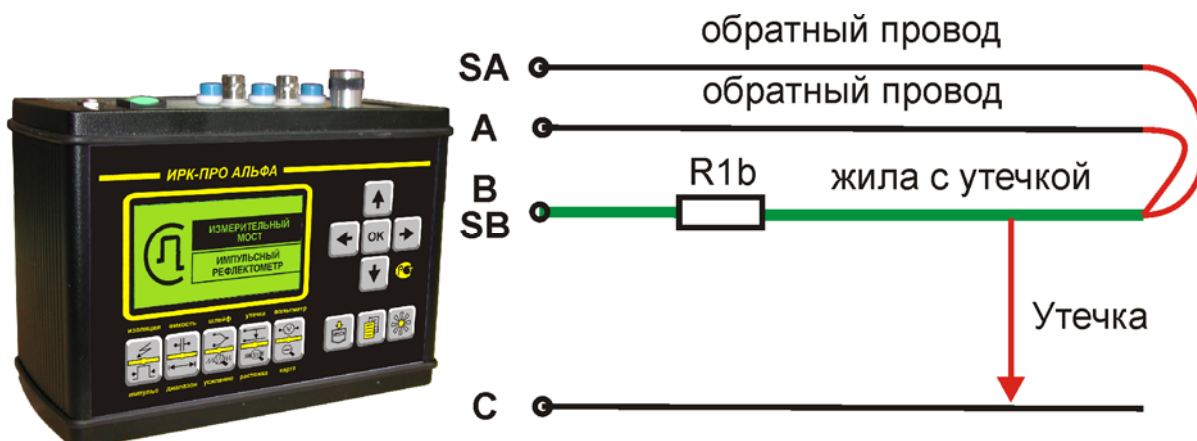 ИРК-ПРО АЛЬФА
ИЗМЕРИТЕЛЬНЫЙ
МОСТ
ИМПУЛЬСНЫЙ
РЕФЛЕКТОМЕТР
OK
изоляция емкость шлейф утечка вольтметр
импульс диапазон усиление растяжка карта
обратный провод
SA
обратный провод
A
B
SB
R1b
жила с утечкой
Утечка
C